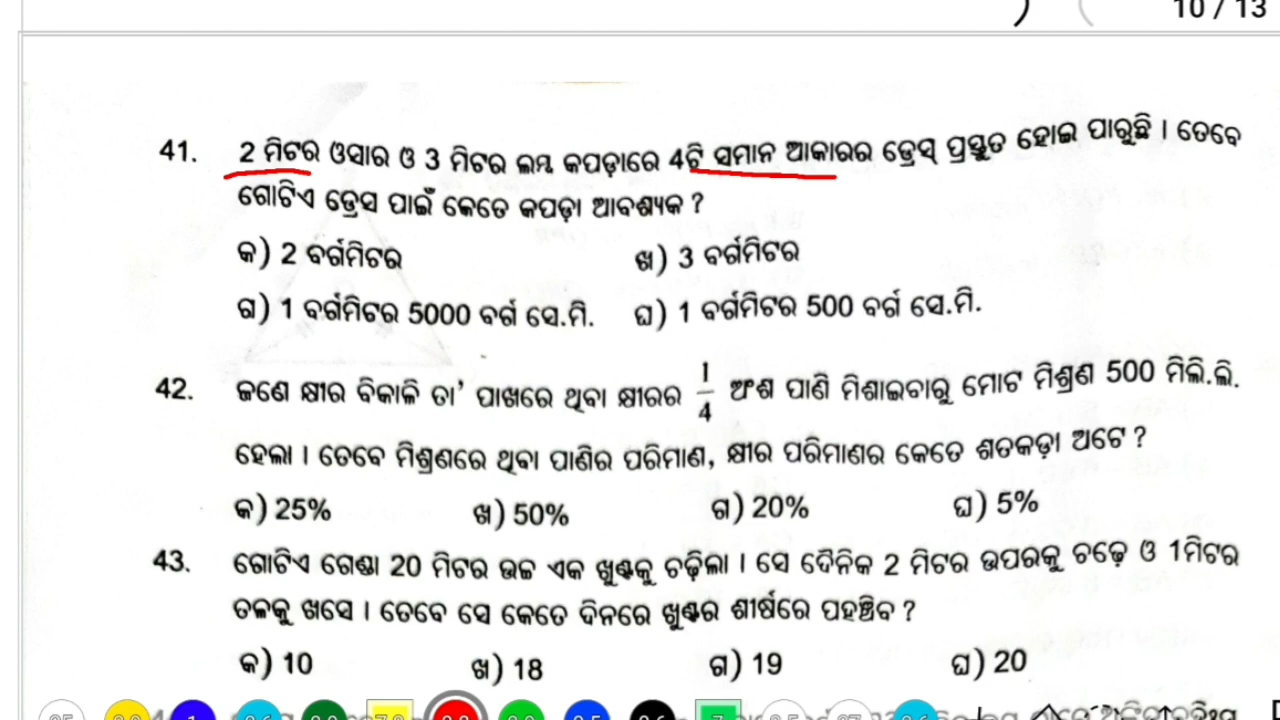 10 / 13
41. 2 ମିଟର ଓସାର ଓ 3 ମିଟର ଲମ୍ବ କପଡ଼ାରେ 4ଟି ସମାନ ଆକାରର ଡ୍ରେସ୍ ପ୍ରସ୍ତୁତ ହୋଇ ପାରୁଛି । ତେବେ
ଗୋଟିଏ ଡ୍ରେସ ପାଇଁ କେତେ କପଡ଼ା ଆବଶ୍ୟକ ?
କ) 2 ବର୍ଗମିଟର ଖ) 3 ବର୍ଗମିଟର
ଗ) 1 ବର୍ଗମିଟର 5000 ବର୍ଗ ସେ.ମି. ଘ) 1 ବର୍ଗମିଟର 500 ବର୍ଗ ସେ.ମି.
42. ଜଣେ କ୍ଷୀର ବିକାଳି ତା' ପାଖରେ ଥିବା କ୍ଷୀରର 1/4 ଅଂଶ ପାଣି ମିଶାଇବାରୁ ମୋଟ ମିଶ୍ରଣ 500 ମିଲି.ଲି.
ହେଲା । ତେବେ ମିଶ୍ରଣରେ ଥିବା ପାଣିର ପରିମାଣ, କ୍ଷୀର ପରିମାଣର କେତେ ଶତକଡ଼ା ଅଟେ ?
କ) 25% ଖ) 50% ଗ) 20% ଘ) 5%
43. ଗୋଟିଏ ଗେଣ୍ଡା 20 ମିଟର ଉଚ୍ଚ ଏକ ଖୁଣ୍ଟକୁ ଚଢ଼ିଲା । ସେ ଦୈନିକ 2 ମିଟର ଉପରକୁ ଚଢ଼େ ଓ 1ମିଟର
ତଳକୁ ଖସେ । ତେବେ ସେ କେତେ ଦିନରେ ଖୁଣ୍ଟର ଶୀର୍ଷରେ ପହଞ୍ଚିବ ?
କ) 10 ଖ) 18 ଗ) 19 ଘ) 20